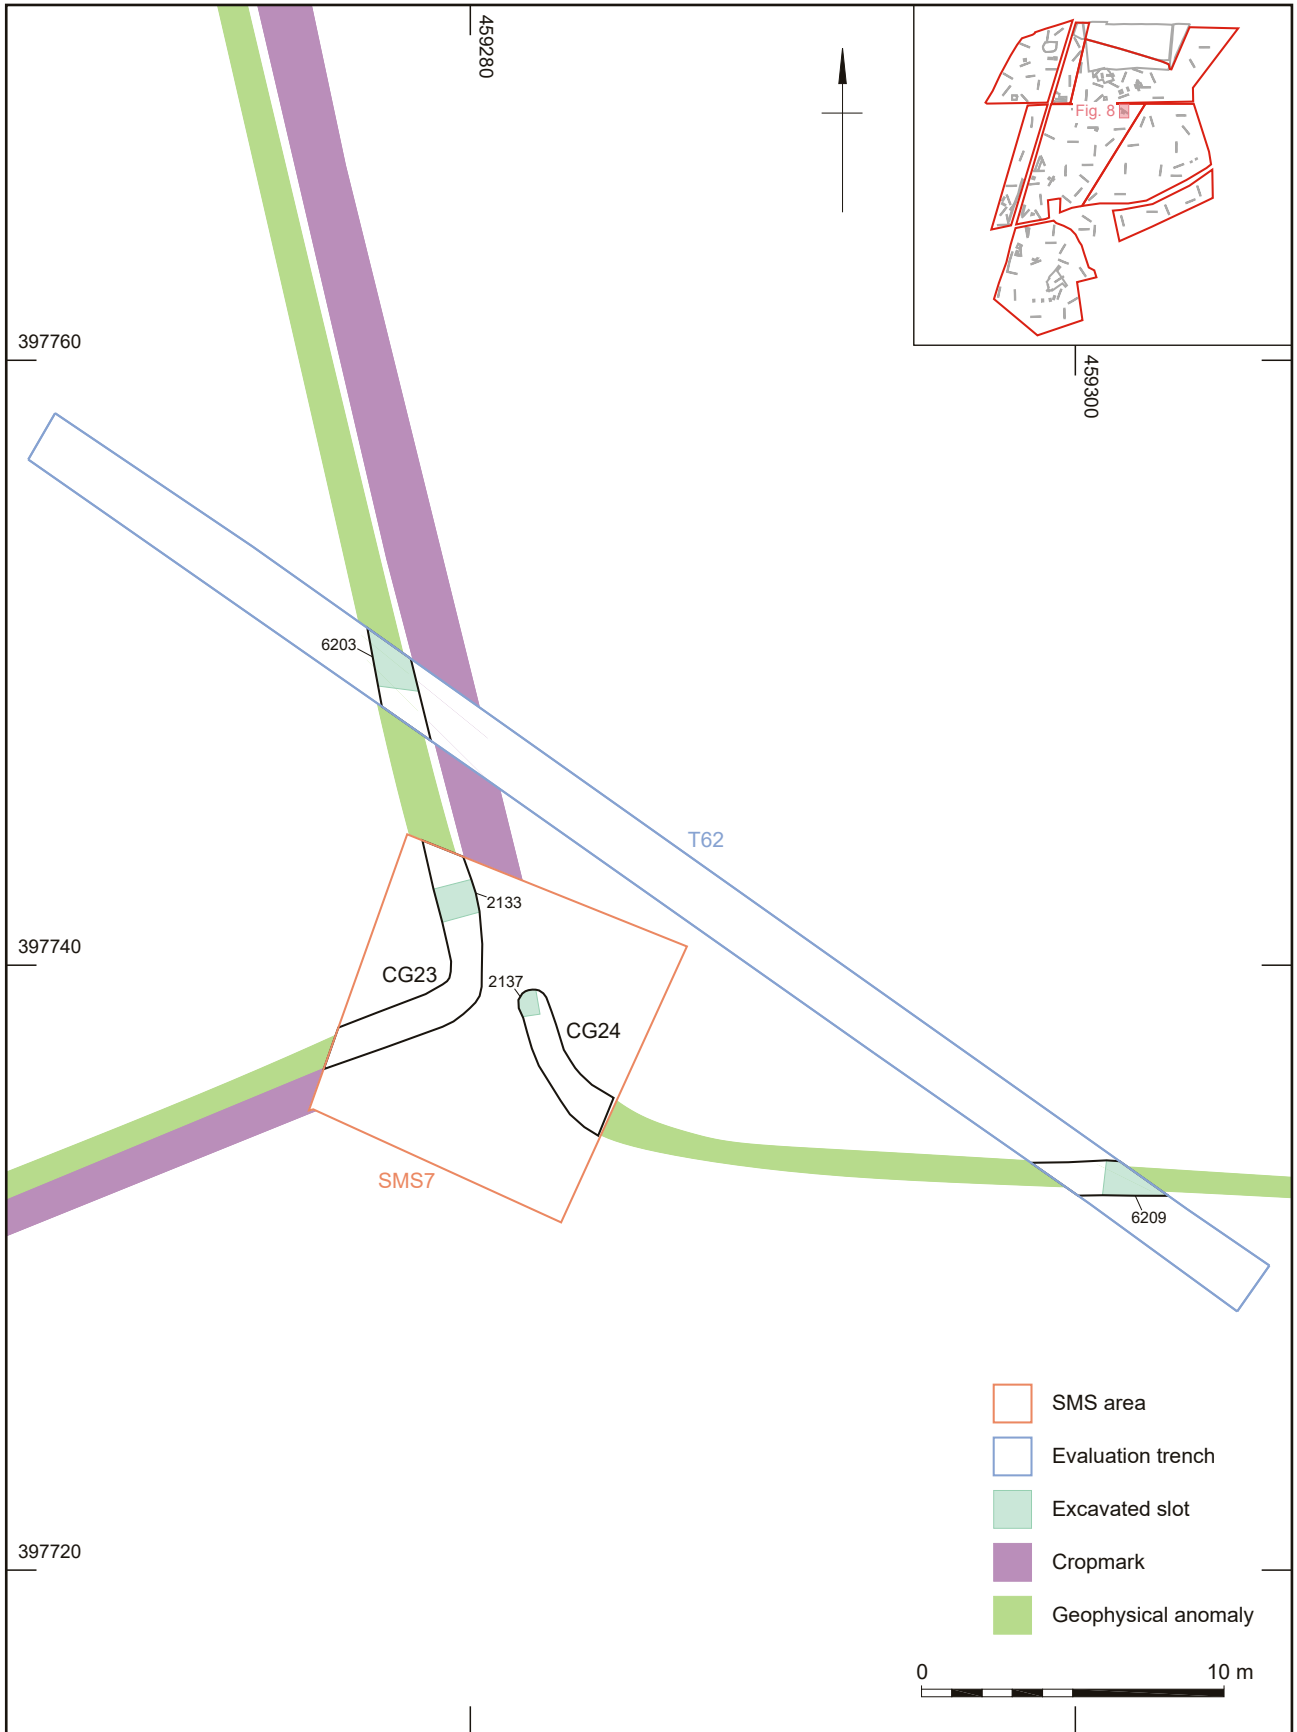 459280
Fig. 8
397760
459300
6203
T62
2133
397740
CG23
2137
CG24
SMS7
6209
SMS area
Evaluation trench
Excavated slot
397720
Cropmark
Geophysical anomaly
0 10 m